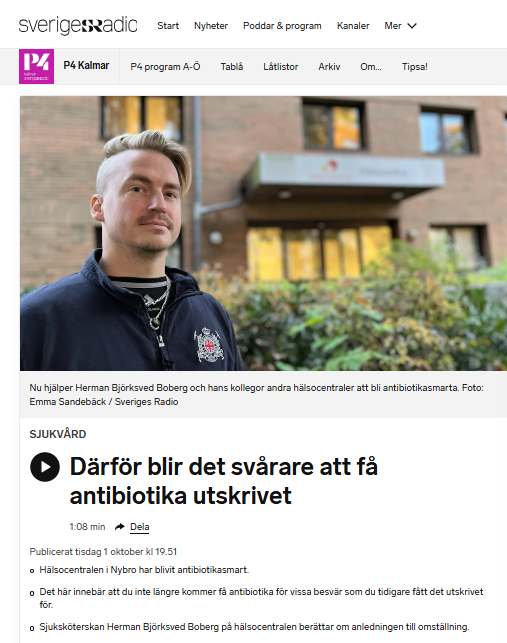 sverigesRadio
Start Nyheter Poddar & program Kanaler Mer
P4
kalmar
sverigesradio
P4 Kalmar
P4 program A-Ö Tablå Låtlistor Arkiv Om... Tipsa!
Nu hjälper Herman Björksved Boberg och hans kollegor andra hälsocentraler att bli antibiotikasmarta. Foto:
Emma Sandebäck / Sveriges Radio
SJUKVÅRD
Därför blir det svårare att få
antibiotika utskrivet
1:08 min Dela
Publicerat tisdag 1 oktober kl 19.51
Hälsocentralen i Nybro har blivit antibiotikasmart.
Det här innebär att du inte längre kommer få antibiotika för vissa besvär som du tidigare fått det utskrivet
för.
Sjuksköterskan Herman Björksved Boberg på hälsocentralen berättar om anledningen till omställning.